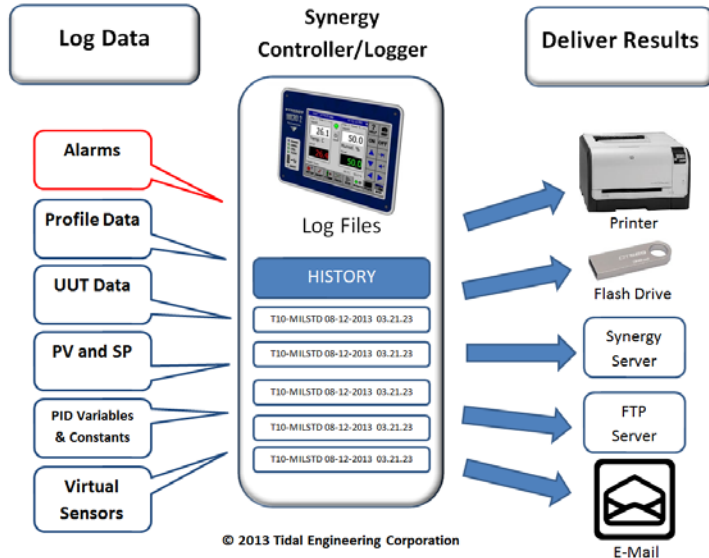 Log Data
Synergy
Controller/Logger
Deliver Results
Alarms
Profile Data
UUT Data
PV and SP
PID Variables
& Constants
Virtual
Sensors
26.1
50.0
ON OFF
50.0
Log Files
HISTORY
T10-MILSTD 08-12-2013 03.21.23
T10-MILSTD 08-12-2013 03.21.23
T10-MILSTD 08-12-2013 03.21.23
T10-MILSTD 08-12-2013 03.21.23
T10-MILSTD 08-12-2013 03.21.23
Printer
Flash Drive
Synergy
Server
FTP
Server
E-Mail
© 2013 Tidal Engineering Corporation